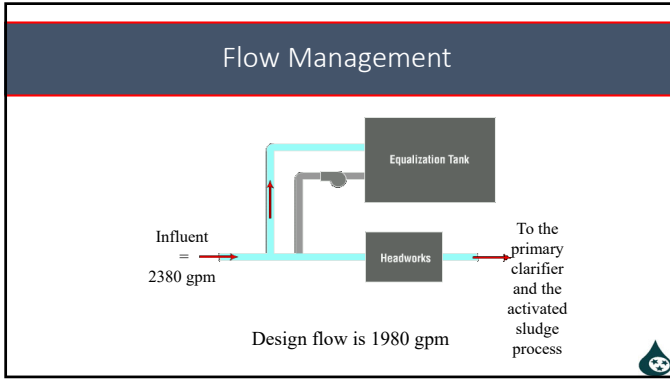 Flow Management
Equalization Tank
Influent
=
2380 gpm
Headworks
To the
primary
clarifier
and the
activated
sludge
process
Design flow is 1980 gpm